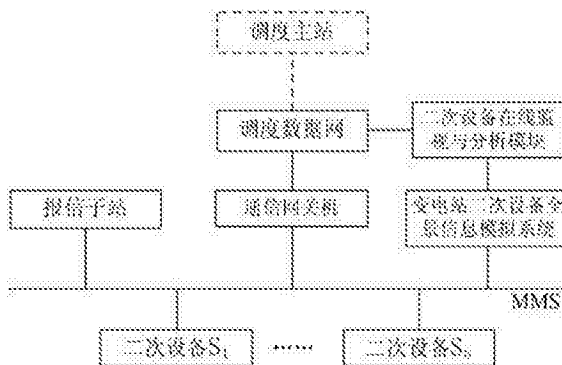 调度主站
调度数据网
二次设备在线监
视与分析模块
报信子站
通信网关机
变电站二次设备全
景信息模拟系统
MMS
二次设备S₁
……
二次设备Sₙ